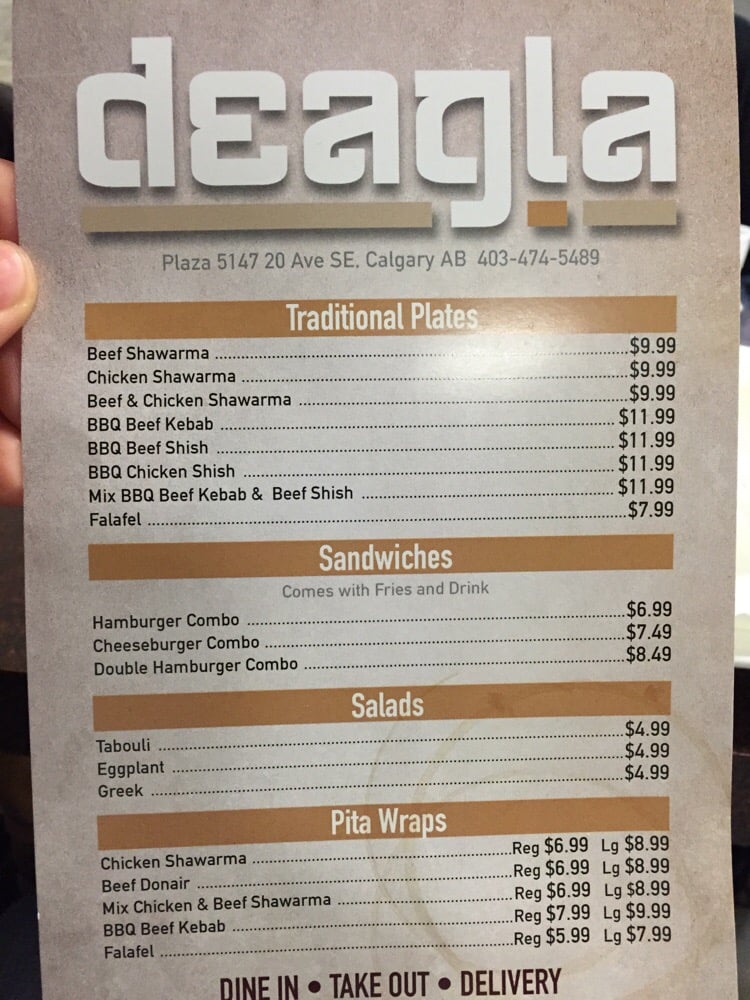 deagla
Plaza 5147 20 Ave SE, Calgary AB 403-474-5489
Traditional Plates
Beef Shawarma $9.99
Chicken Shawarma $9.99
Beef & Chicken Shawarma $9.99
BBQ Beef Kebab $11.99
BBQ Beef Shish $11.99
BBQ Chicken Shish $11.99
Mix BBQ Beef Kebab & Beef Shish $11.99
Falafel $7.99
Sandwiches
Comes with Fries and Drink
Hamburger Combo $6.99
Cheeseburger Combo $7.49
Double Hamburger Combo $8.49
Salads
Tabouli $4.99
Eggplant $4.99
Greek $4.99
Pita Wraps
Chicken Shawarma Reg $6.99 Lg $8.99
Beef Donair Reg $6.99 Lg $8.99
Mix Chicken & Beef Shawarma Reg $6.99 Lg $8.99
BBQ Beef Kebab Reg $7.99 Lg $9.99
Falafel Reg $5.99 Lg $7.99
DINE IN • TAKE OUT • DELIVERY